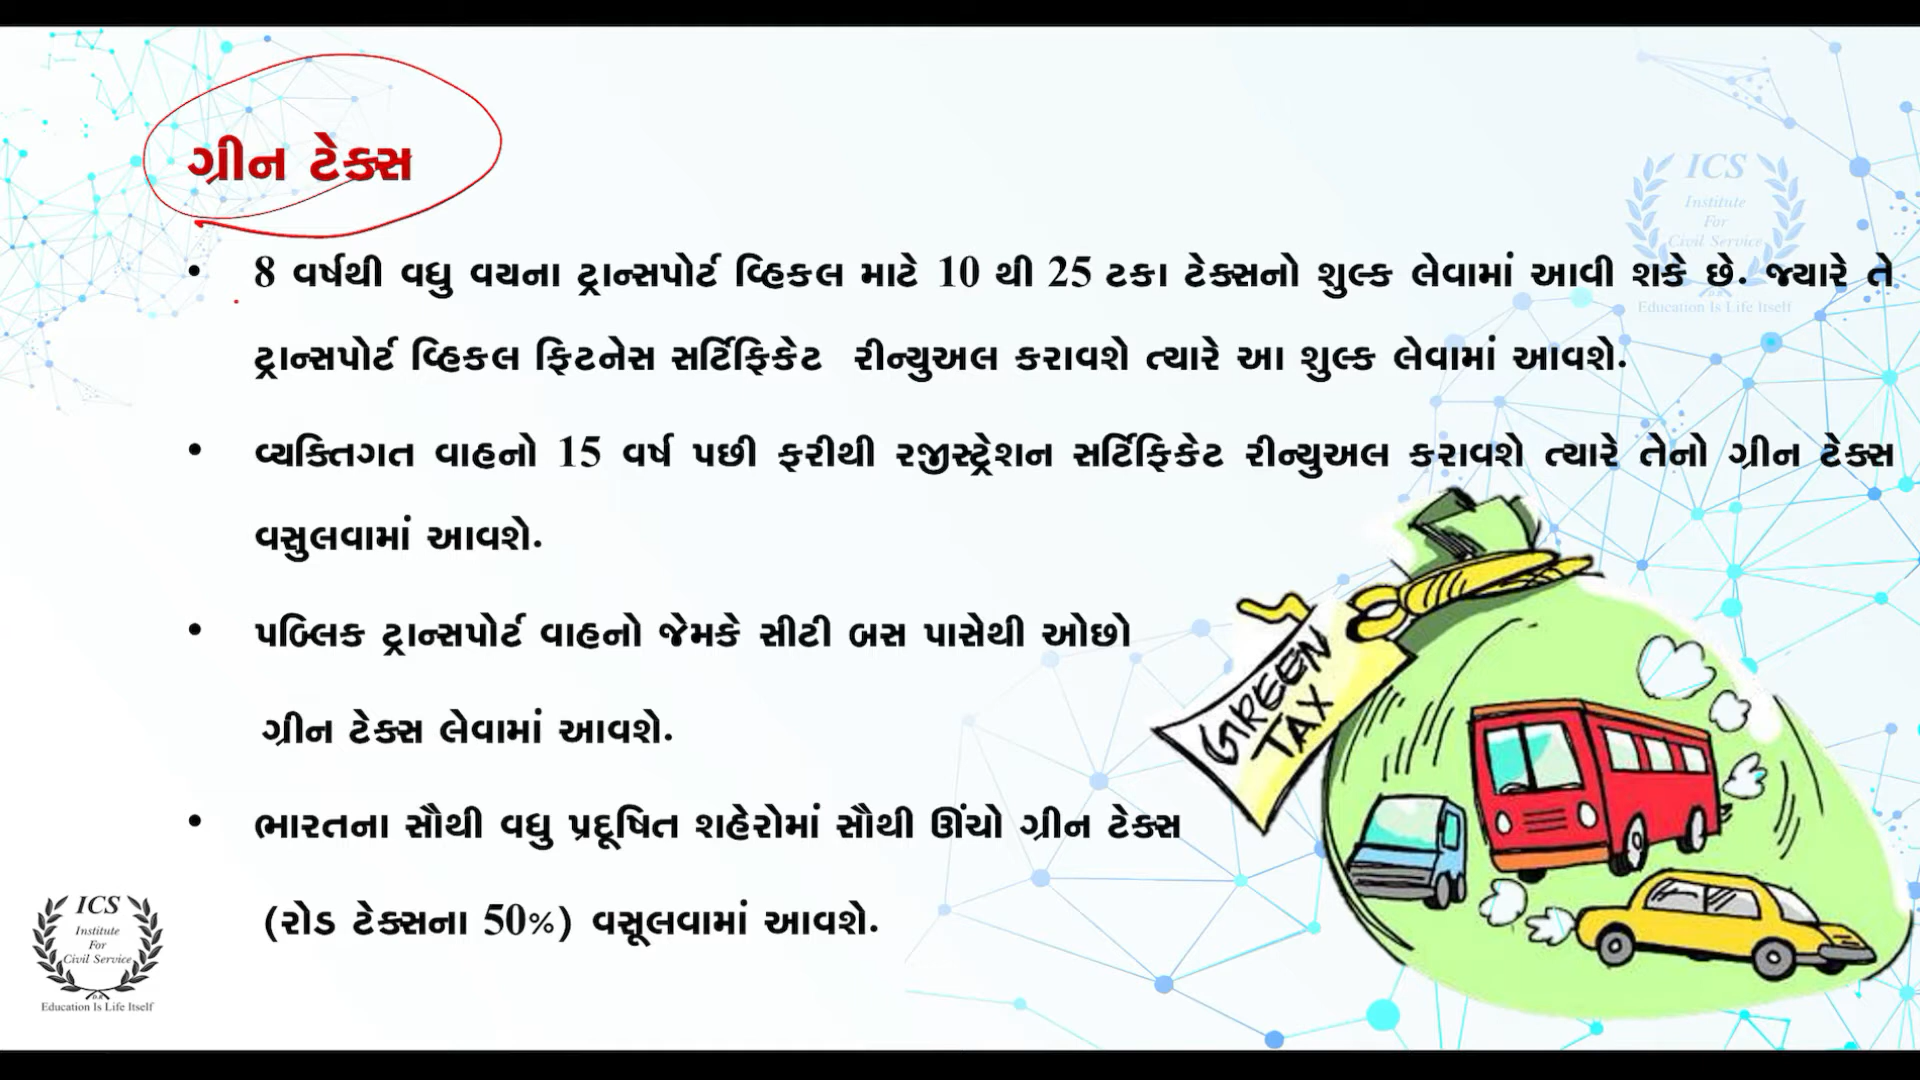 ગ્રીન ટેક્સ
ICS
Institute
For
Civil Service
Education Is Life Itself
• 8 વર્ષથી વધુ વયના ટ્રાન્સપોર્ટ વ્હિકલ માટે 10 થી 25 ટકા ટેક્સનો શુલ્ક લેવામાં આવી શકે છે. જ્યારે તે
ટ્રાન્સપોર્ટ વ્હિકલ ફિટનેસ સર્ટિફિકેટ રીન્યુઅલ કરાવશે ત્યારે આ શુલ્ક લેવામાં આવશે.
• વ્યક્તિગત વાહનો 15 વર્ષ પછી ફરીથી રજીસ્ટ્રેશન સર્ટિફિકેટ રીન્યુઅલ કરાવશે ત્યારે તેનો ગ્રીન ટેક્સ
વસુલવામાં આવશે.
• પબ્લિક ટ્રાન્સપોર્ટ વાહનો જેમકે સીટી બસ પાસેથી ઓછો
ગ્રીન ટેક્સ લેવામાં આવશે.
• ભારતના સૌથી વધુ પ્રદૂષિત શહેરોમાં સૌથી ઊંચો ગ્રીન ટેક્સ
(રોડ ટેક્સના 50%) વસૂલવામાં આવશે.
GREEN
TAX
ICS
Institute
For
Civil Service
Education Is Life Itself